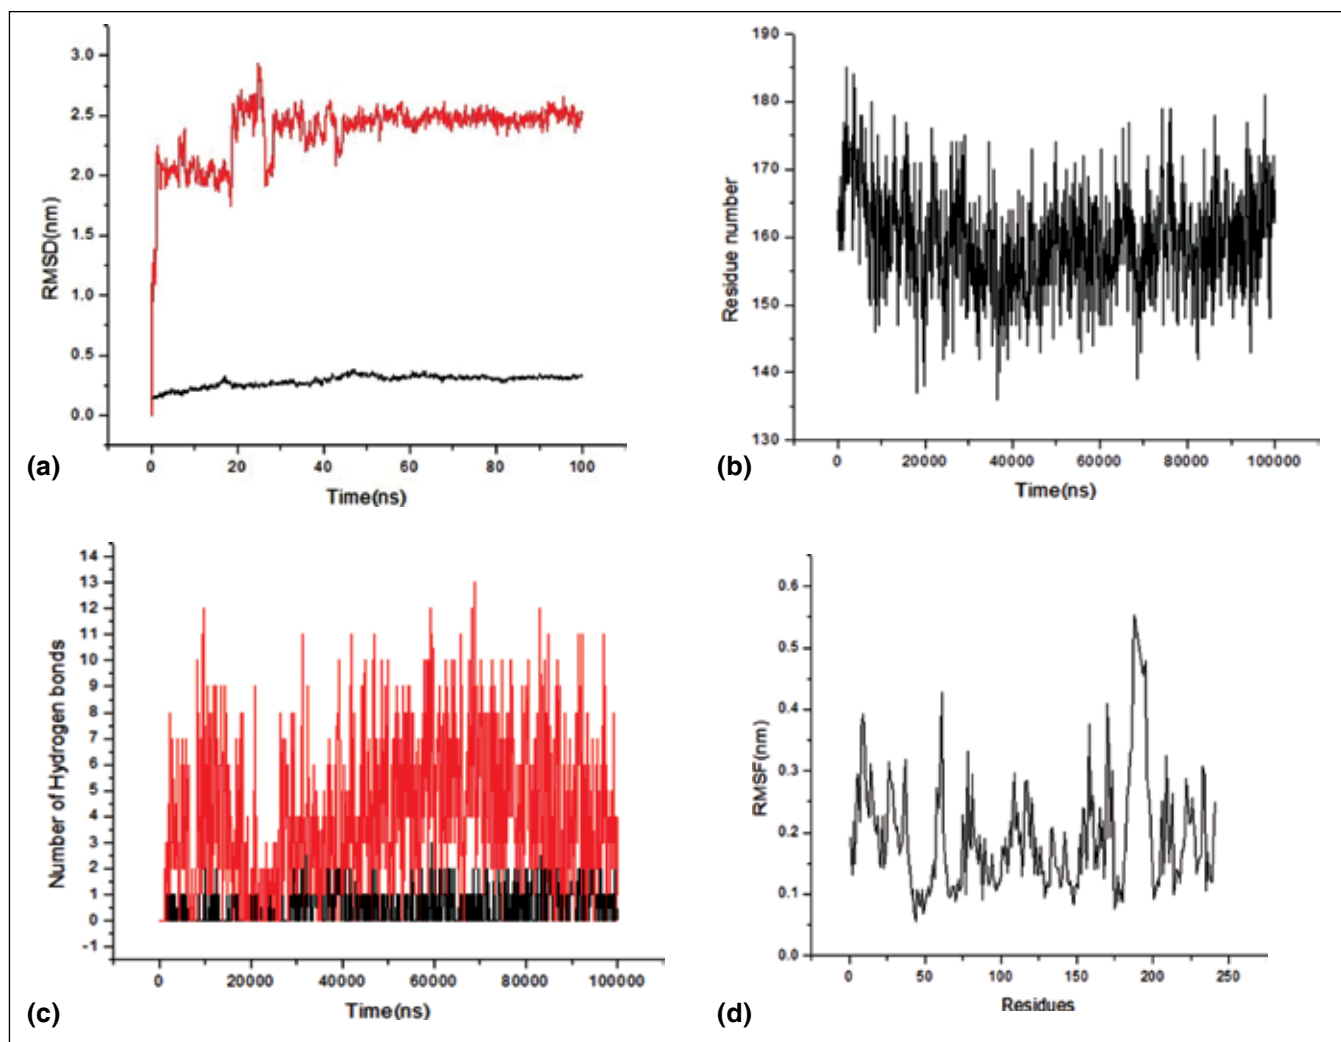 3.0
2.5
2.0
1.5
1.0
0.5
0.0
RMSD(nm)
0 20 40 60 80 100
Time(ns)
(a)
190
180
170
160
150
140
130
Residue number
0 20000 40000 60000 80000 100000
Time(ns)
(b)
14
13
12
11
10
9
8
7
6
5
4
3
2
1
0
-1
Number of Hydrogen bonds
0 20000 40000 60000 80000 100000
Time(ns)
(c)
0.6
0.5
0.4
0.3
0.2
0.1
0.0
RMSF(nm)
0 50 100 150 200 250
Residues
(d)